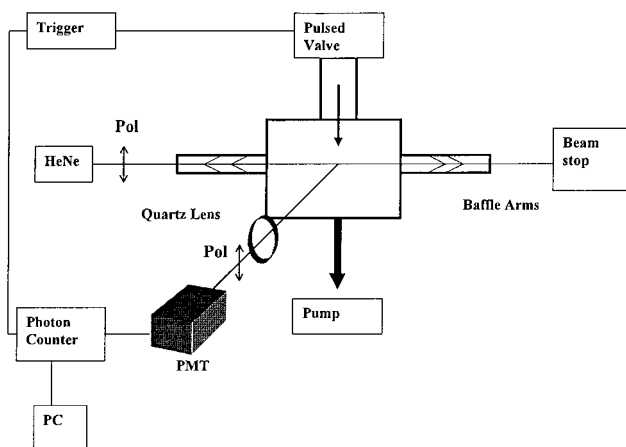 Trigger
Pulsed
Valve
Pol
HeNe
Beam
stop
Baffle Arms
Quartz Lens
Pol
Photon
Counter
PMT
Pump
PC